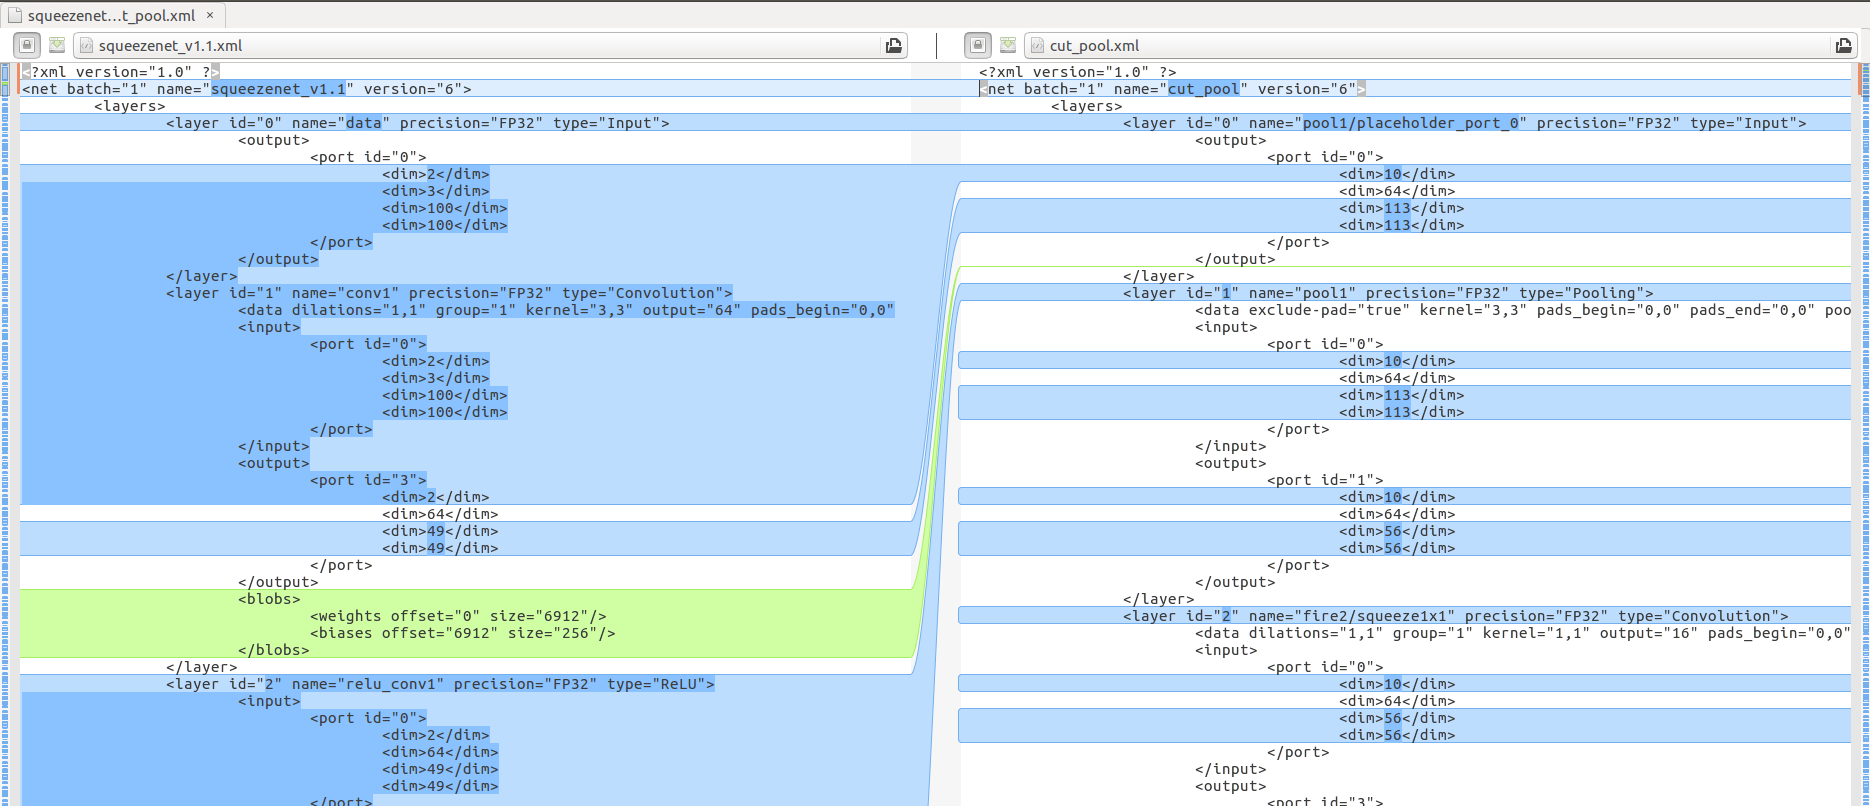 squeezenet…t_pool.xml ×
squeezenet_v1.1.xml
<?xml version="1.0" ?>
<net batch="1" name="squeezenet_v1.1" version="6">
<layers>
<layer id="0" name="data" precision="FP32" type="Input">
<output>
<port id="0">
<dim>2</dim>
<dim>3</dim>
<dim>100</dim>
<dim>100</dim>
</port>
</output>
</layer>
<layer id="1" name="conv1" precision="FP32" type="Convolution">
<data dilations="1,1" group="1" kernel="3,3" output="64" pads_begin="0,0"
<input>
<port id="0">
<dim>2</dim>
<dim>3</dim>
<dim>100</dim>
<dim>100</dim>
</port>
</input>
<output>
<port id="3">
<dim>2</dim>
<dim>64</dim>
<dim>49</dim>
<dim>49</dim>
</port>
</output>
<blobs>
<weights offset="0" size="6912"/>
<biases offset="6912" size="256"/>
</blobs>
</layer>
<layer id="2" name="relu_conv1" precision="FP32" type="ReLU">
<input>
<port id="0">
<dim>2</dim>
<dim>64</dim>
<dim>49</dim>
<dim>49</dim>
</port>
cut_pool.xml
<?xml version="1.0" ?>
<net batch="1" name="cut_pool" version="6">
<layers>
<layer id="0" name="pool1/placeholder_port_0" precision="FP32" type="Input">
<output>
<port id="0">
<dim>10</dim>
<dim>64</dim>
<dim>113</dim>
<dim>113</dim>
</port>
</output>
</layer>
<layer id="1" name="pool1" precision="FP32" type="Pooling">
<data exclude-pad="true" kernel="3,3" pads_begin="0,0" pads_end="0,0" poo
<input>
<port id="0">
<dim>10</dim>
<dim>64</dim>
<dim>113</dim>
<dim>113</dim>
</port>
</input>
<output>
<port id="1">
<dim>10</dim>
<dim>64</dim>
<dim>56</dim>
<dim>56</dim>
</port>
</output>
</layer>
<layer id="2" name="fire2/squeeze1x1" precision="FP32" type="Convolution">
<data dilations="1,1" group="1" kernel="1,1" output="16" pads_begin="0,0"
<input>
<port id="0">
<dim>10</dim>
<dim>64</dim>
<dim>56</dim>
<dim>56</dim>
</port>
</input>
<output>
<port id="3">